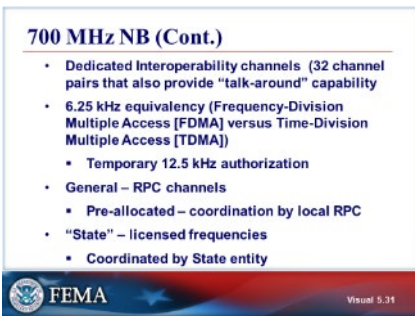 700 MHz NB (Cont.)
• Dedicated Interoperability channels (32 channel
pairs that also provide “talk-around” capability
• 6.25 kHz equivalency (Frequency-Division
Multiple Access [FDMA] versus Time-Division
Multiple Access [TDMA])
▪ Temporary 12.5 kHz authorization
• General – RPC channels
▪ Pre-allocated – coordination by local RPC
• “State” – licensed frequencies
▪ Coordinated by State entity
FEMA
Visual 5.31